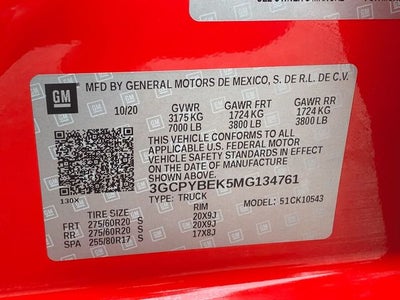 GM
MFD BY GENERAL MOTORS DE MEXICO, S. DE R.L. DE C.V.
10/20 GVWR GAWR FRT GAWR RR
3175 KG 1724 KG 1724 KG
7000 LB 3800 LB 3800 LB
THIS VEHICLE CONFORMS TO ALL
APPLICABLE U.S. FEDERAL MOTOR
VEHICLE SAFETY STANDARDS IN EFFECT
ON THE DATE OF MANUFACTURE
SHOWN ABOVE.
3GCPYBEK5MG134761
130X TYPE: TRUCK MODEL: 51CK10543
TIRE SIZE RIM
FRT 275/60R20 S 20X9J
RR 275/60R20 S 20X9J
SPA 255/80R17 S 17X8J